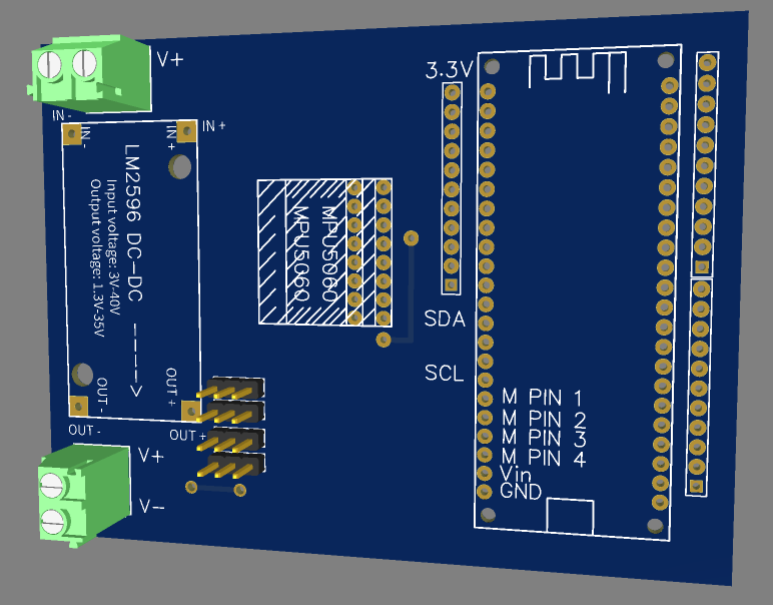 V+
3.3V
IN -
IN -
IN +
IN +
LM2596 DC-DC ---->
Input voltage: 3V-40V
Output voltage: 1.3V-35V
MPU5060
MPU5060
SDA
SCL
OUT -
OUT +
OUT -
OUT +
M PIN 1
M PIN 2
M PIN 3
M PIN 4
Vin
GND
V+
V--